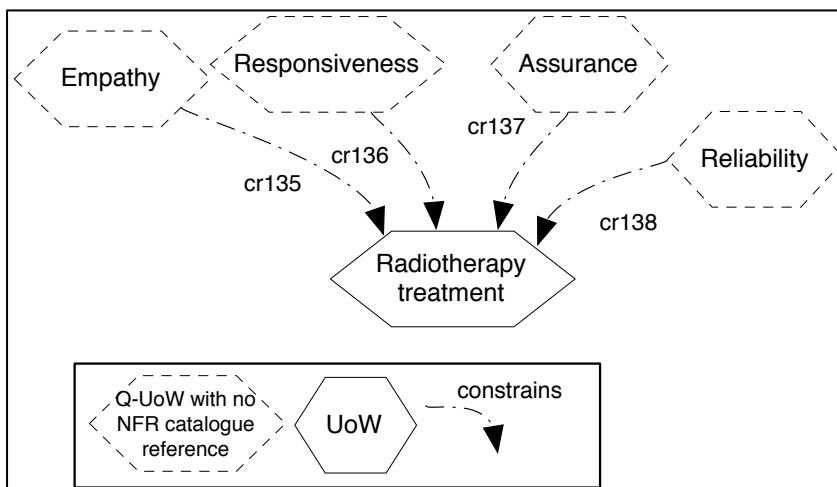 Empathy
Responsiveness
Assurance
Reliability
cr135
cr136
cr137
cr138
Radiotherapy
treatment
Q-UoW with no
NFR catalogue
reference
UoW
constrains